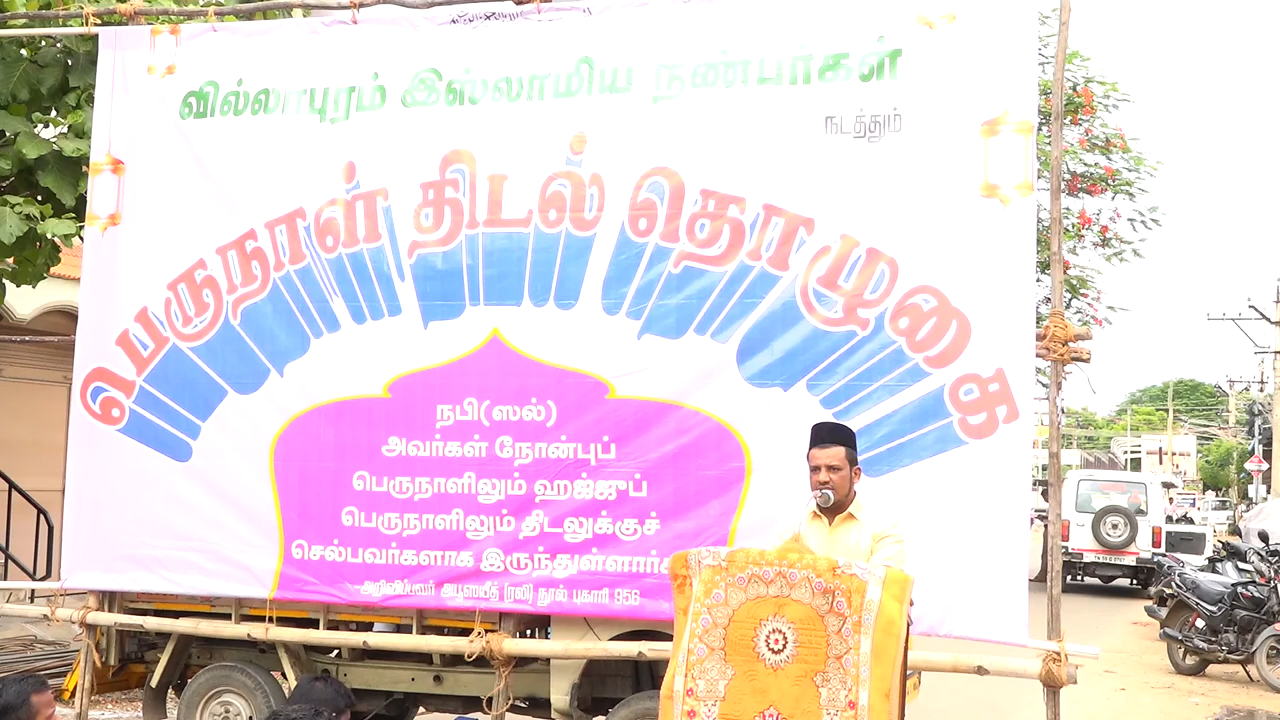 வில்லாபுரம் இஸ்லாமிய நண்பர்கள்
நடத்தும்
பெருநாள் திடல் தொழுகை
நபி(ஸல்)
அவர்கள் நோன்புப்
பெருநாளிலும் ஹஜ்ஜுப்
பெருநாளிலும் திடலுக்குச்
செல்பவர்களாக இருந்துள்ளார்க
அறிவிப்பவர் அபூஸயீத் (ரலி) நூல் புகாரி 956